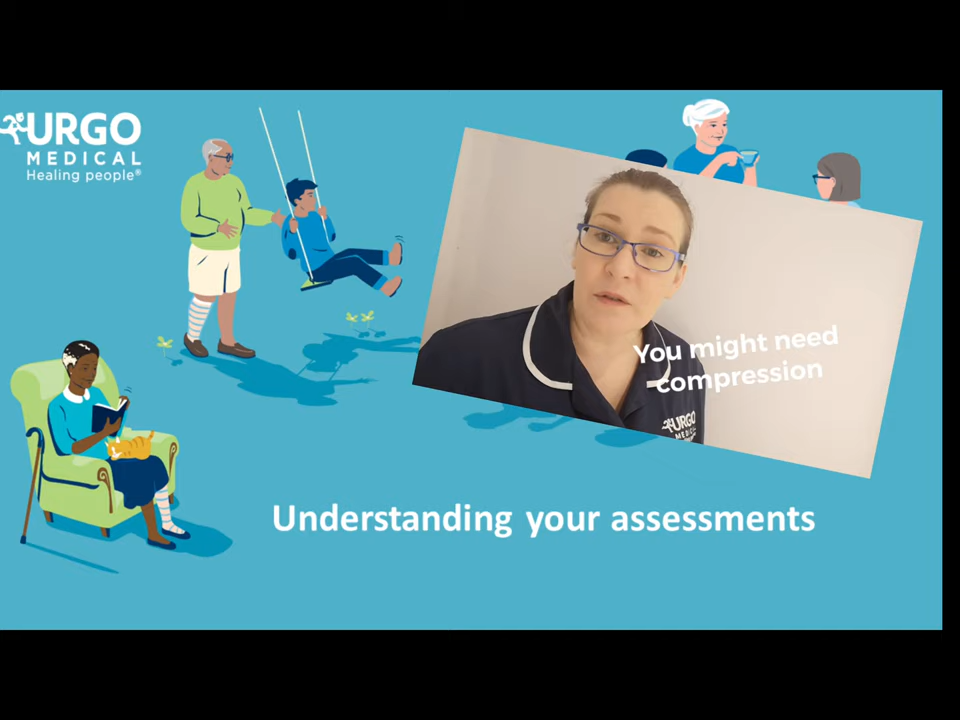 URGO
MEDICAL
Healing people®
You might need
compression
URGO
MEDICAL
Understanding your assessments